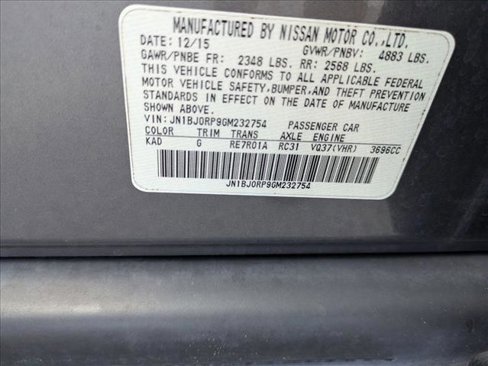 MANUFACTURED BY NISSAN MOTOR CO.,LTD.
DATE: 12/15 GVWR/PNBV: 4883 LBS.
GAWR/PNBE FR: 2348 LBS. RR: 2568 LBS.
THIS VEHICLE CONFORMS TO ALL APPLICABLE FEDERAL
MOTOR VEHICLE SAFETY,BUMPER,AND THEFT PREVENTION
STANDARDS IN EFFECT ON THE DATE OF MANUFACTURE
SHOWN ABOVE.
VIN: JN1BJ0RP9GM232754 PASSENGER CAR
COLOR TRIM TRANS AXLE ENGINE
KAD G RE7R01A RC31 VQ37(VHR) 3696CC
JN1BJ0RP9GM232754